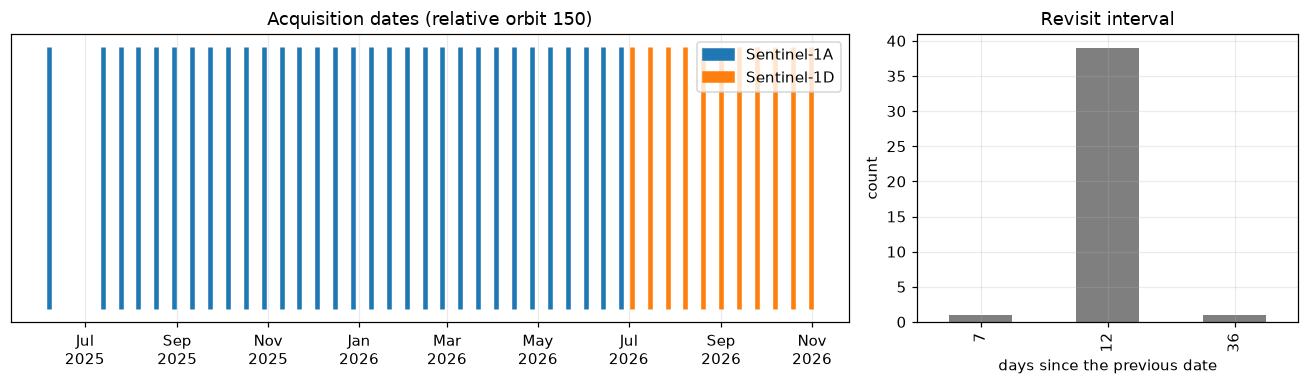 Acquisition dates (relative orbit 150)
Sentinel-1A
Sentinel-1D
Jul
2025
Sep
2025
Nov
2025
Jan
2026
Mar
2026
May
2026
Jul
2026
Sep
2026
Nov
2026
Revisit interval
40
35
30
25
20
15
10
5
0
count
7
12
36
days since the previous date